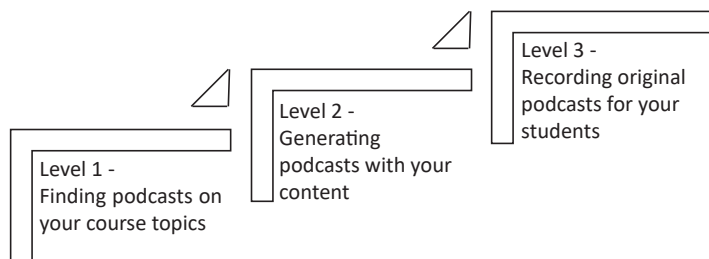 Level 1 -
Finding podcasts on
your course topics
Level 2 -
Generating
podcasts with your
content
Level 3 -
Recording original
podcasts for your
students